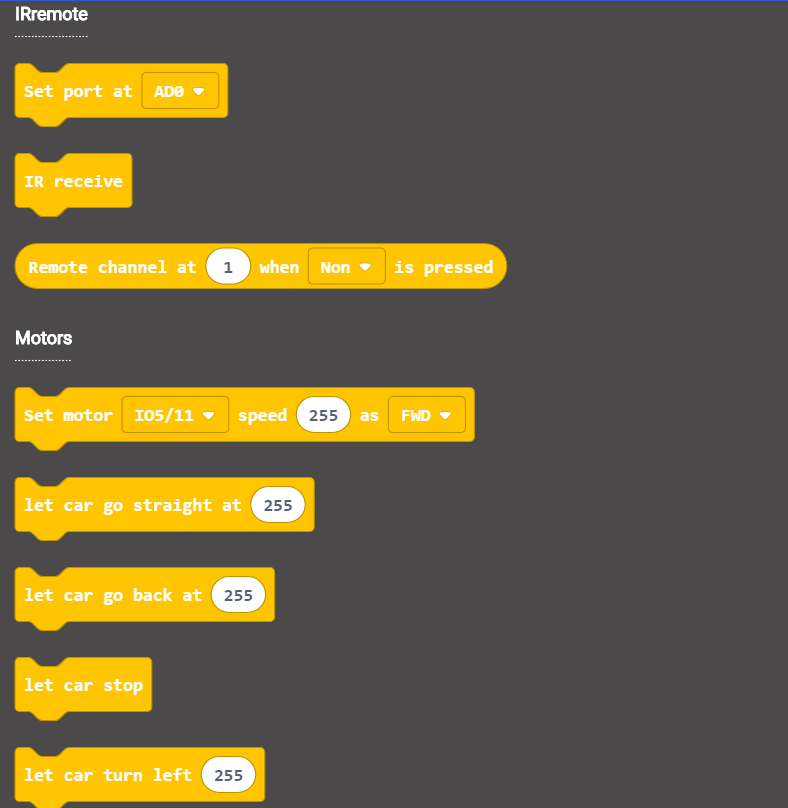 IRremote
Set port at AD0
IR receive
Remote channel at 1 when Non is pressed
Motors
Set motor IO5/11 speed 255 as FWD
let car go straight at 255
let car go back at 255
let car stop
let car turn left 255